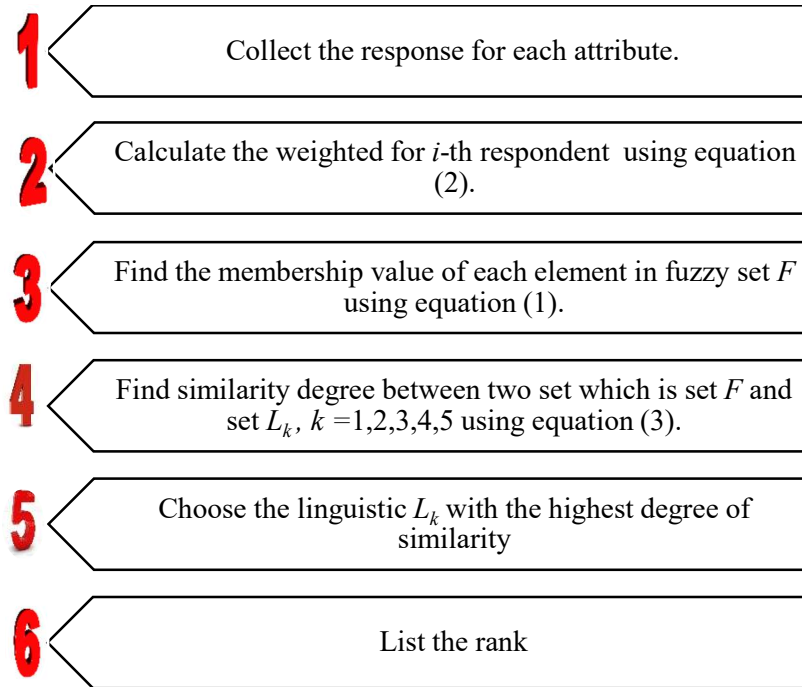 1
Collect the response for each attribute.
2
Calculate the weighted for i-th respondent using equation
(2).
3
Find the membership value of each element in fuzzy set F
using equation (1).
4
Find similarity degree between two set which is set F and
set Lₖ, k =1,2,3,4,5 using equation (3).
5
Choose the linguistic Lₖ with the highest degree of
similarity
6
List the rank